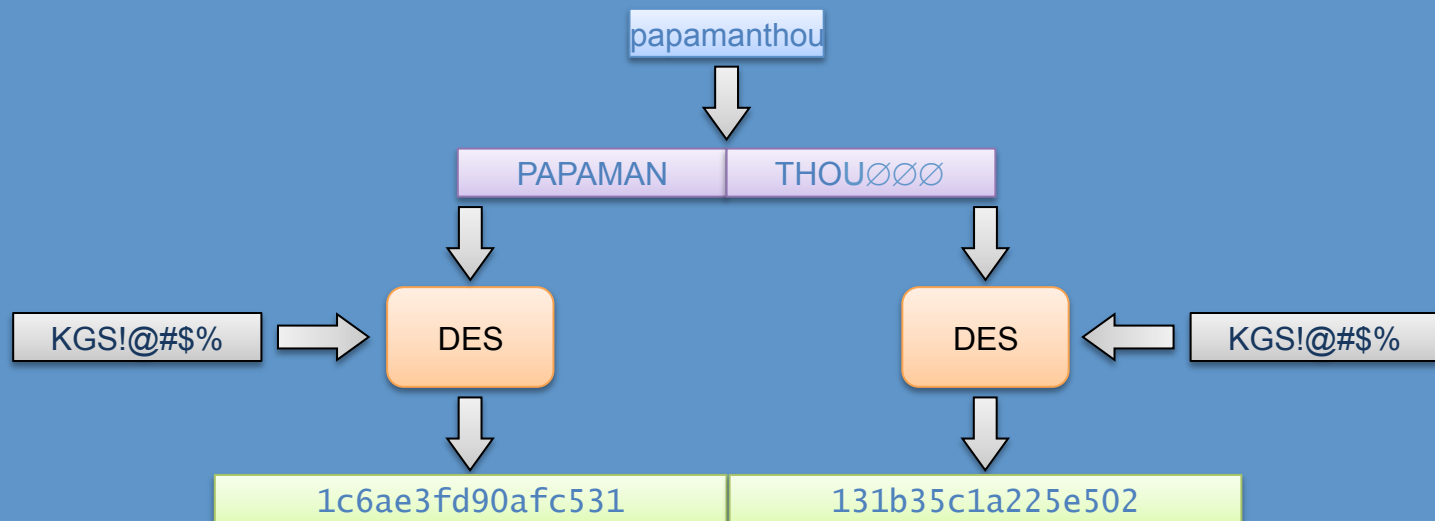 papamanthou
PAPAMAN THOU∅∅∅
KGS!@#$% DES DES KGS!@#$%
1c6ae3fd90afc531 131b35c1a225e502